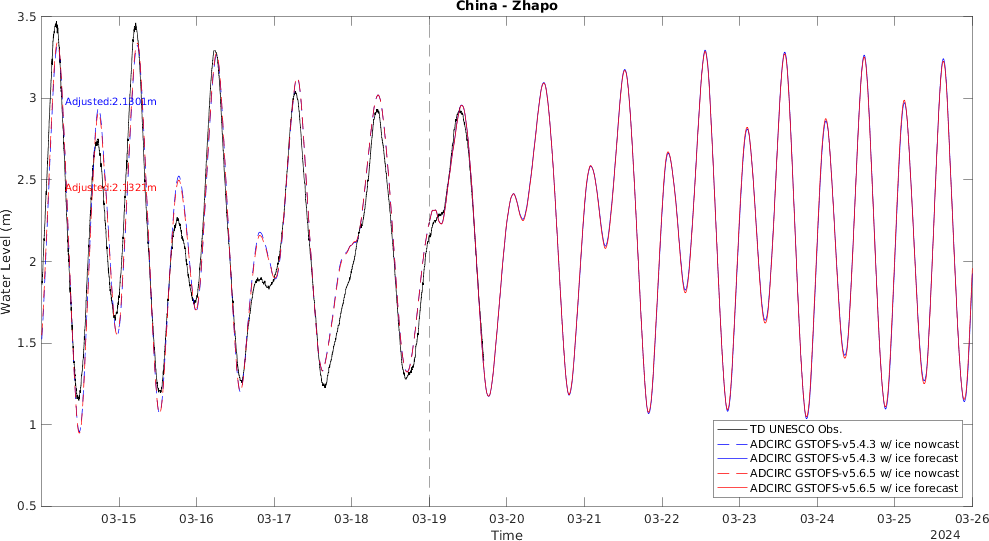 China - Zhapo
3.5
3
2.5
2
1.5
1
0.5
Water Level (m)
Adjusted:2.1301m
Adjusted:2.1321m
TD UNESCO Obs.
ADCIRC GSTOFS-v5.4.3 w/ ice nowcast
ADCIRC GSTOFS-v5.4.3 w/ ice forecast
ADCIRC GSTOFS-v5.6.5 w/ ice nowcast
ADCIRC GSTOFS-v5.6.5 w/ ice forecast
03-15 03-16 03-17 03-18 03-19 03-20 03-21 03-22 03-23 03-24 03-25 03-26
Time
2024